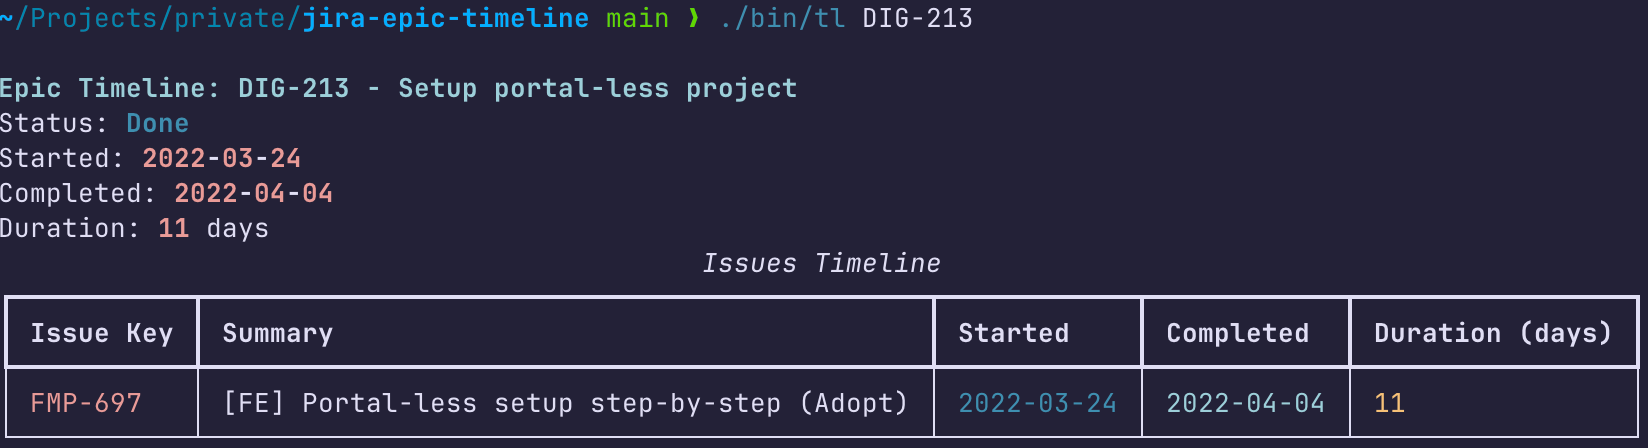 ~/Projects/private/jira-epic-timeline main ❯ ./bin/tl DIG-213
Epic Timeline: DIG-213 - Setup portal-less project
Status: Done
Started: 2022-03-24
Completed: 2022-04-04
Duration: 11 days
Issues Timeline
Issue Key Summary Started Completed Duration (days)
FMP-697 [FE] Portal-less setup step-by-step (Adopt) 2022-03-24 2022-04-04 11